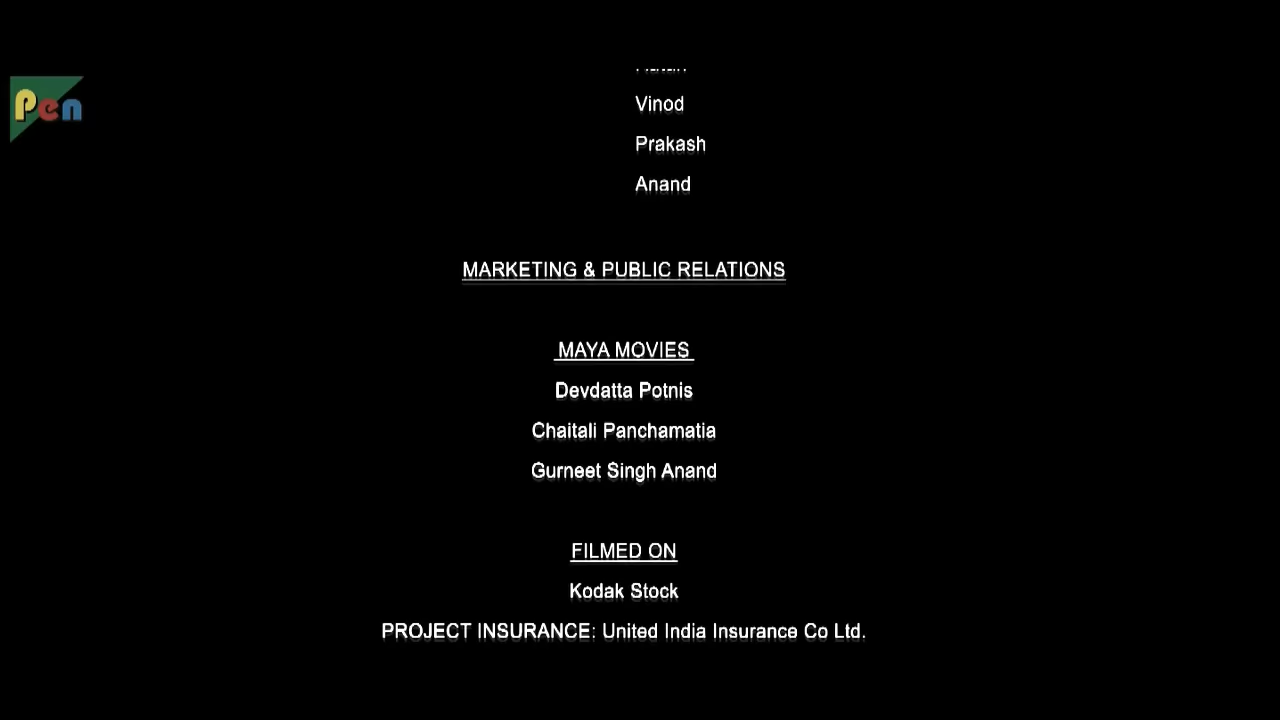 Pen
Vinod
Prakash
Anand
MARKETING & PUBLIC RELATIONS
MAYA MOVIES
Devdatta Potnis
Chaitali Panchamatia
Gurneet Singh Anand
FILMED ON
Kodak Stock
PROJECT INSURANCE: United India Insurance Co Ltd.